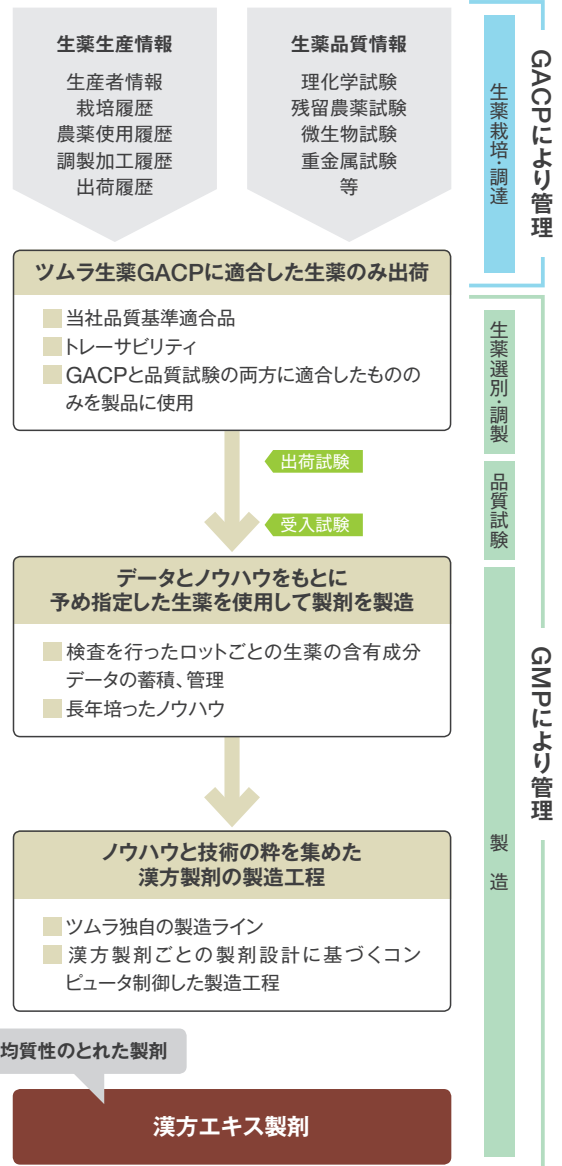 生薬生産情報
生産者情報
栽培履歴
農薬使用履歴
調製加工履歴
出荷履歴
生薬品質情報
理化学試験
残留農薬試験
微生物試験
重金属試験
等
生薬栽培・調達
GACPにより管理
ツムラ生薬GACPに適合した生薬のみ出荷
当社品質基準適合品
トレーサビリティ
GACPと品質試験の両方に適合したものの
みを製品に使用
生薬選別・調製
出荷試験
受入試験
品質試験
データとノウハウをもとに
予め指定した生薬を使用して製剤を製造
検査を行ったロットごとの生薬の含有成分
データの蓄積、管理
長年培ったノウハウ
GMPにより管理
製造
ノウハウと技術の粋を集めた
漢方製剤の製造工程
ツムラ独自の製造ライン
漢方製剤ごとの製剤設計に基づくコン
ピュータ制御した製造工程
均質性のとれた製剤
漢方エキス製剤